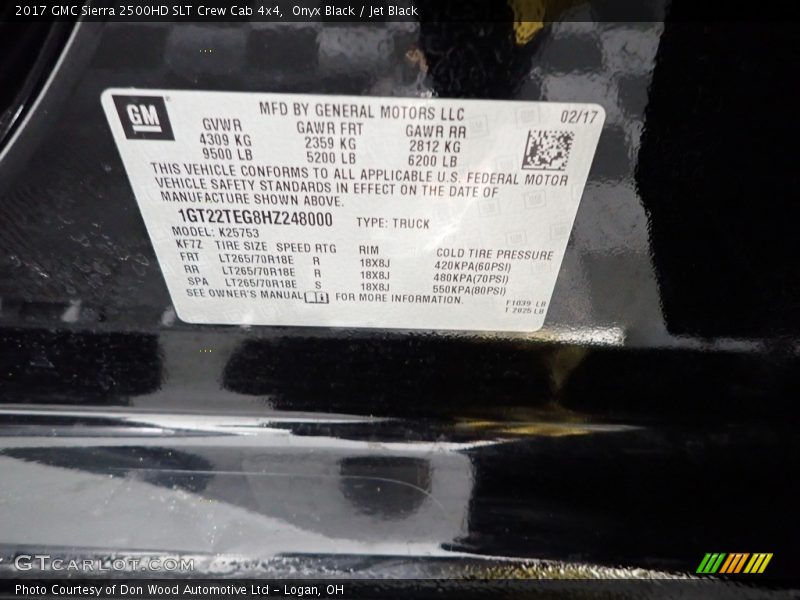 2017 GMC Sierra 2500HD SLT Crew Cab 4x4, Onyx Black / Jet Black
GM
MFD BY GENERAL MOTORS LLC
02/17
GVWR GAWR FRT GAWR RR
4309 KG 2359 KG 2812 KG
9500 LB 5200 LB 6200 LB
THIS VEHICLE CONFORMS TO ALL APPLICABLE U.S. FEDERAL MOTOR
VEHICLE SAFETY STANDARDS IN EFFECT ON THE DATE OF
MANUFACTURE SHOWN ABOVE.
1GT22TEG8HZ248000 TYPE: TRUCK
MODEL: K25753
KF7Z TIRE SIZE SPEED RTG RIM COLD TIRE PRESSURE
FRT LT265/70R18E R 18X8J 420KPA(60PSI)
RR LT265/70R18E R 18X8J 480KPA(70PSI)
SPA LT265/70R18E S 18X8J 550KPA(80PSI)
SEE OWNER'S MANUAL FOR MORE INFORMATION.
F1039 LB
T 2025 LB
GTcarlot.com
Photo Courtesy of Don Wood Automotive Ltd - Logan, OH